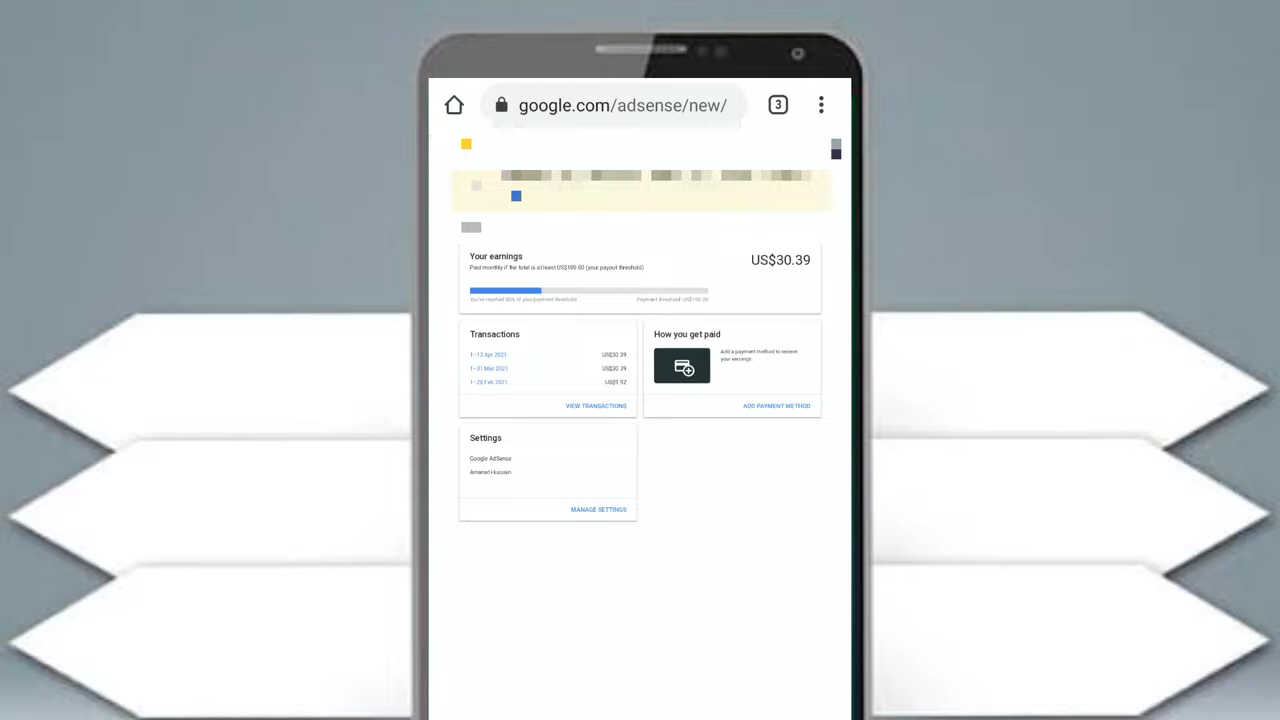 google.com/adsense/new/
3
Your earnings
US$30.39
Paid monthly if the total is at least US$100.00 (your payout threshold)
You've reached 30% of your payment threshold
Payment threshold: US$100.00
Transactions
1–13 Apr 2021 US$30.39
1–31 Mar 2021 US$30.39
1–28 Feb 2021 US$9.92
VIEW TRANSACTIONS
How you get paid
Add a payment method to receive
your earnings
ADD PAYMENT METHOD
Settings
Google AdSense
Amanat Hussain
MANAGE SETTINGS